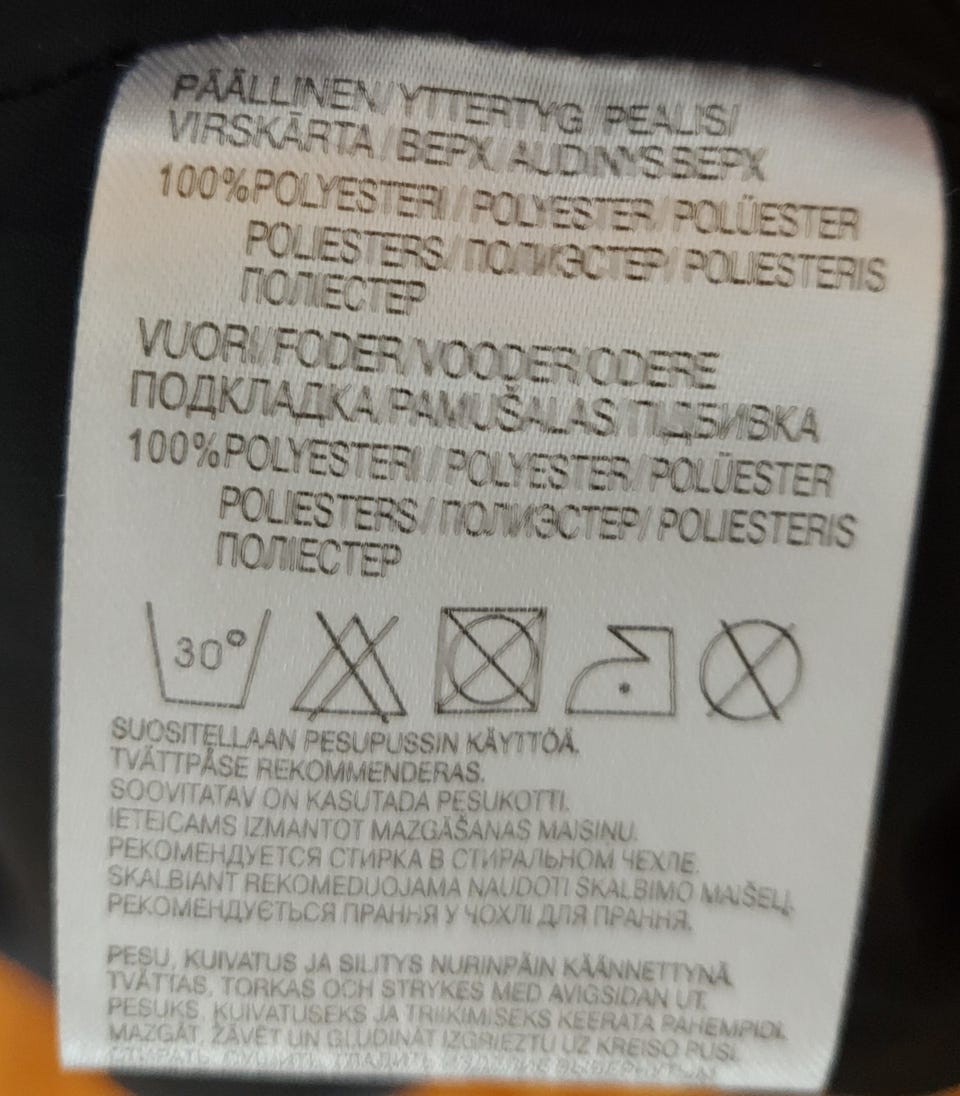 PÄÄLLINEN/YTTERTYG/PEALIS/
VIRSKĀRTA/ВЕРХ/AUDINYS ВЕРХ
100%POLYESTERI/POLYESTER/POLÜESTER
POLIESTERS/ПОЛИЭСТЕР/POLIESTERIS
ПОЛІЕСТЕР
VUORI/FODER/VOODER/ODERE
ПОДКЛАДКА/PAMUŠALAS/ПІДБИВКА
100%POLYESTERI/POLYESTER/POLÜESTER
POLIESTERS/ПОЛИЭСТЕР/POLIESTERIS
ПОЛІЕСТЕР
30°
SUOSITELLAAN PESUPUSSIN KÄYTTÖÄ.
TVÄTTPÅSE REKOMMENDERAS.
SOOVITATAV ON KASUTADA PESUKOTTI.
IETEICAMS IZMANTOT MAZGĀŠANAS MAISIŅU.
РЕКОМЕНДУЕТСЯ СТИРКА В СТИРАЛЬНОМ ЧЕХЛЕ.
SKALBIANT REKOMEDUOJAMA NAUDOTI SKALBIMO MAIŠELĮ.
РЕКОМЕНДУЄТЬСЯ ПРАННЯ У ЧОХЛІ ДЛЯ ПРАННЯ.
PESU, KUIVATUS JA SILITYS NURINPÄIN KÄÄNNETTYNÄ.
TVÄTTAS, TORKAS OCH STRYKES MED AVIGSIDAN UT.
PESUKS, KUIVATUSEKS JA TRIIKIMISEKS KEERATA PAHEMPIDI.
MAZGĀT, ŽĀVĒT UN GLUDINĀT IZGRIEZTU UZ KREISO PUSI.